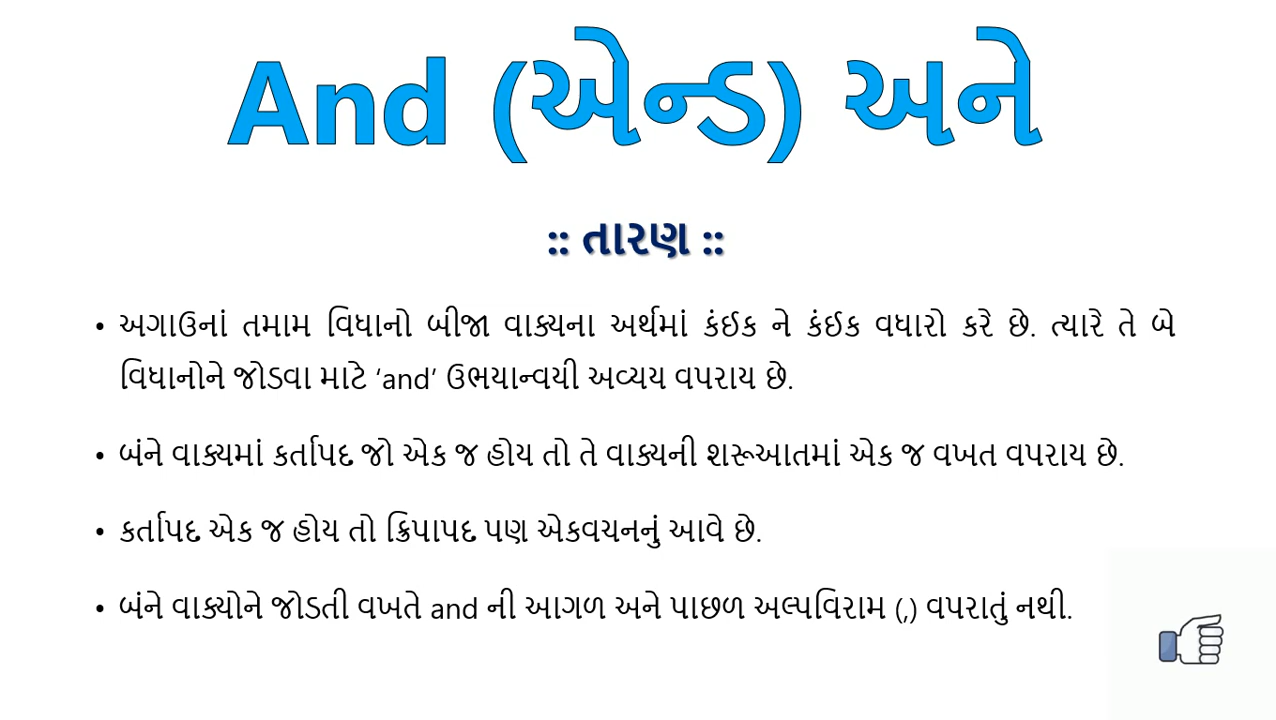 And (એન્ડ) અને
:: તારણ ::
• અગાઉનાં તમામ વિધાનો બીજા વાક્યના અર્થમાં કંઈક ને કંઈક વધારો કરે છે. ત્યારે તે બે
વિધાનોને જોડવા માટે ‘and’ ઉભયાન્વયી અવ્યય વપરાય છે.
• બંને વાક્યમાં કર્તાપદ જો એક જ હોય તો તે વાક્યની શરૂઆતમાં એક જ વખત વપરાય છે.
• કર્તાપદ એક જ હોય તો ક્રિપાપદ પણ એકવચનનું આવે છે.
• બંને વાક્યોને જોડતી વખતે and ની આગળ અને પાછળ અલ્પવિરામ (,) વપરાતું નથી.